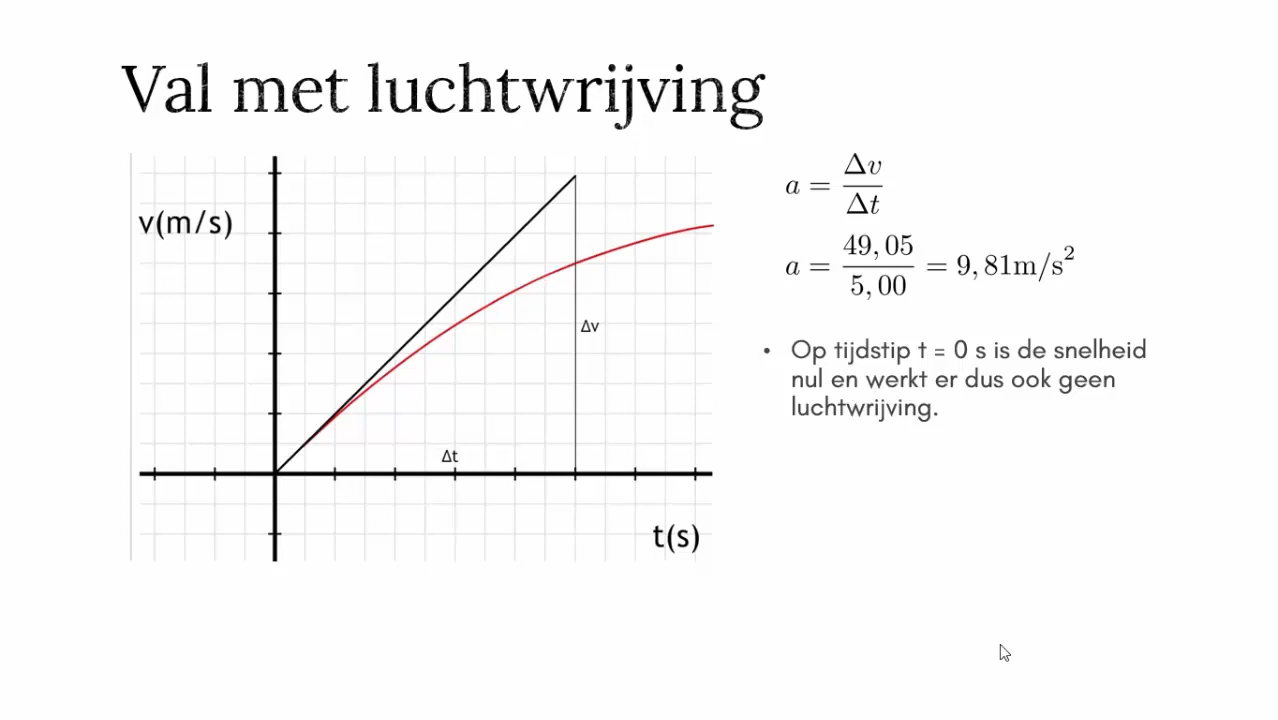 Val met luchtwrijving
v(m/s)
Δv
Δt
t(s)
a = Δv/Δt
a = 49,05/5,00 = 9,81m/s²
• Op tijdstip t = 0 s is de snelheid
nul en werkt er dus ook geen
luchtwrijving.